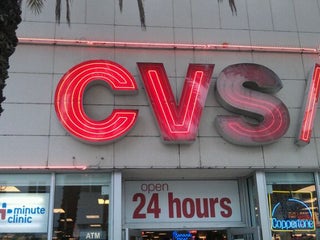 CVS/
open
24 hours
minute
clinic
ATM
Coppertone